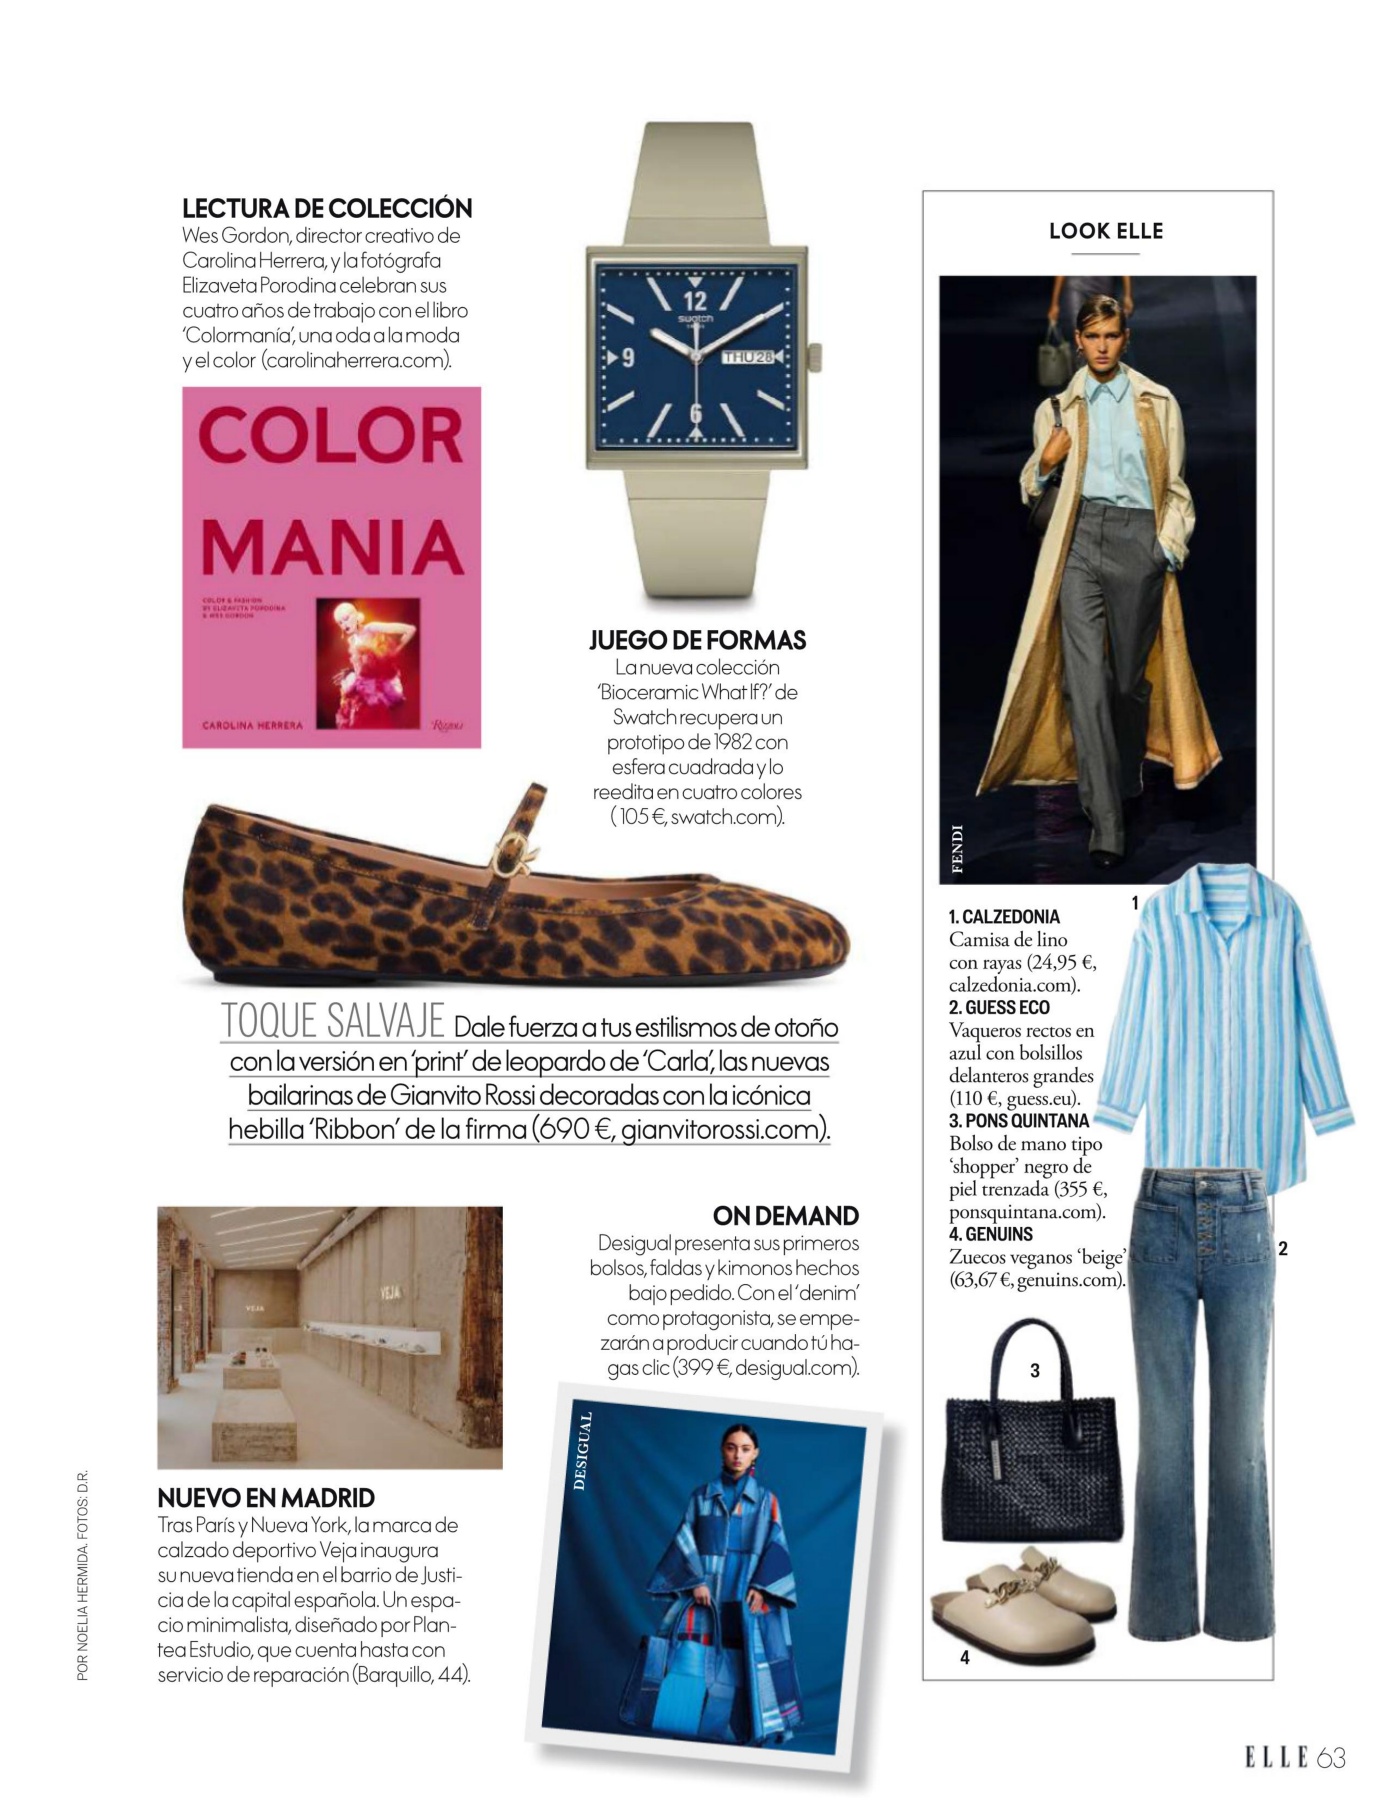 LECTURA DE COLECCIÓN
Wes Gordon, director creativo de
Carolina Herrera, y la fotógrafa
Elizaveta Porodina celebran sus
cuatro años de trabajo con el libro
‘Colormanía’, una oda a la moda
y el color (carolinaherrera.com).
COLOR
MANIA
COLOR & FASHION
BY ELIZAVETA PORODINA
& WES GORDON
CAROLINA HERRERA
Rizzoli
12
swatch
SWISS
9
THU 28
6
JUEGO DE FORMAS
La nueva colección
‘Bioceramic What If?’ de
Swatch recupera un
prototipo de 1982 con
esfera cuadrada y lo
reedita en cuatro colores
(105 €, swatch.com).
TOQUE SALVAJE Dale fuerza a tus estilismos de otoño
con la versión en ‘print’ de leopardo de ‘Carla’, las nuevas
bailarinas de Gianvito Rossi decoradas con la icónica
hebilla ‘Ribbon’ de la firma (690 €, gianvitorossi.com).
VEJA
VEJA
NUEVO EN MADRID
Tras París y Nueva York, la marca de
calzado deportivo Veja inaugura
su nueva tienda en el barrio de Justi-
cia de la capital española. Un espa-
cio minimalista, diseñado por Plan-
tea Estudio, que cuenta hasta con
servicio de reparación (Barquillo, 44).
ON DEMAND
Desigual presenta sus primeros
bolsos, faldas y kimonos hechos
bajo pedido. Con el ‘denim’
como protagonista, se empe-
zarán a producir cuando tú ha-
gas clic (399 €, desigual.com).
DESIGUAL
LOOK ELLE
FENDI
1
1. CALZEDONIA
Camisa de lino
con rayas (24,95 €,
calzedonia.com).
2. GUESS ECO
Vaqueros rectos en
azul con bolsillos
delanteros grandes
(110 €, guess.eu).
3. PONS QUINTANA
Bolso de mano tipo
‘shopper’ negro de
piel trenzada (355 €,
ponsquintana.com).
4. GENUINS
Zuecos veganos ‘beige’
(63,67 €, genuins.com).
2
3
4
POR NOELIA HERMIDA. FOTOS: D.R.
ELLE 63